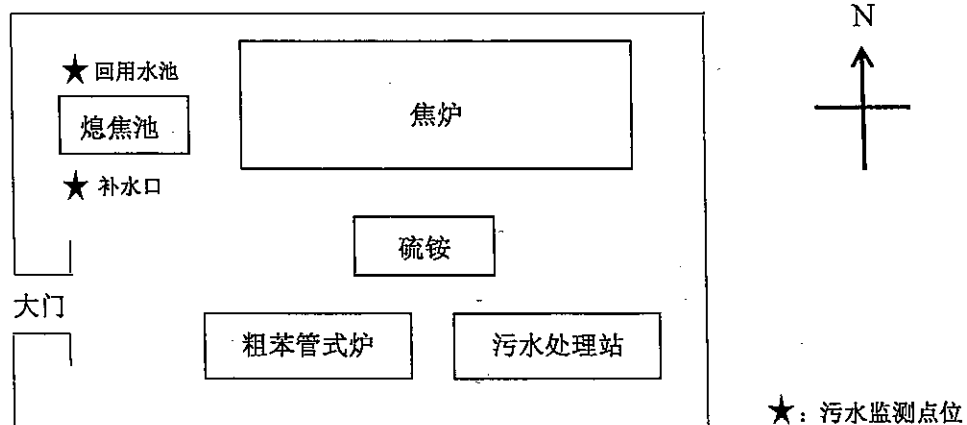 N
★ 回用水池
熄焦池
焦炉
★ 补水口
硫铵
大门
粗苯管式炉
污水处理站
★：污水监测点位